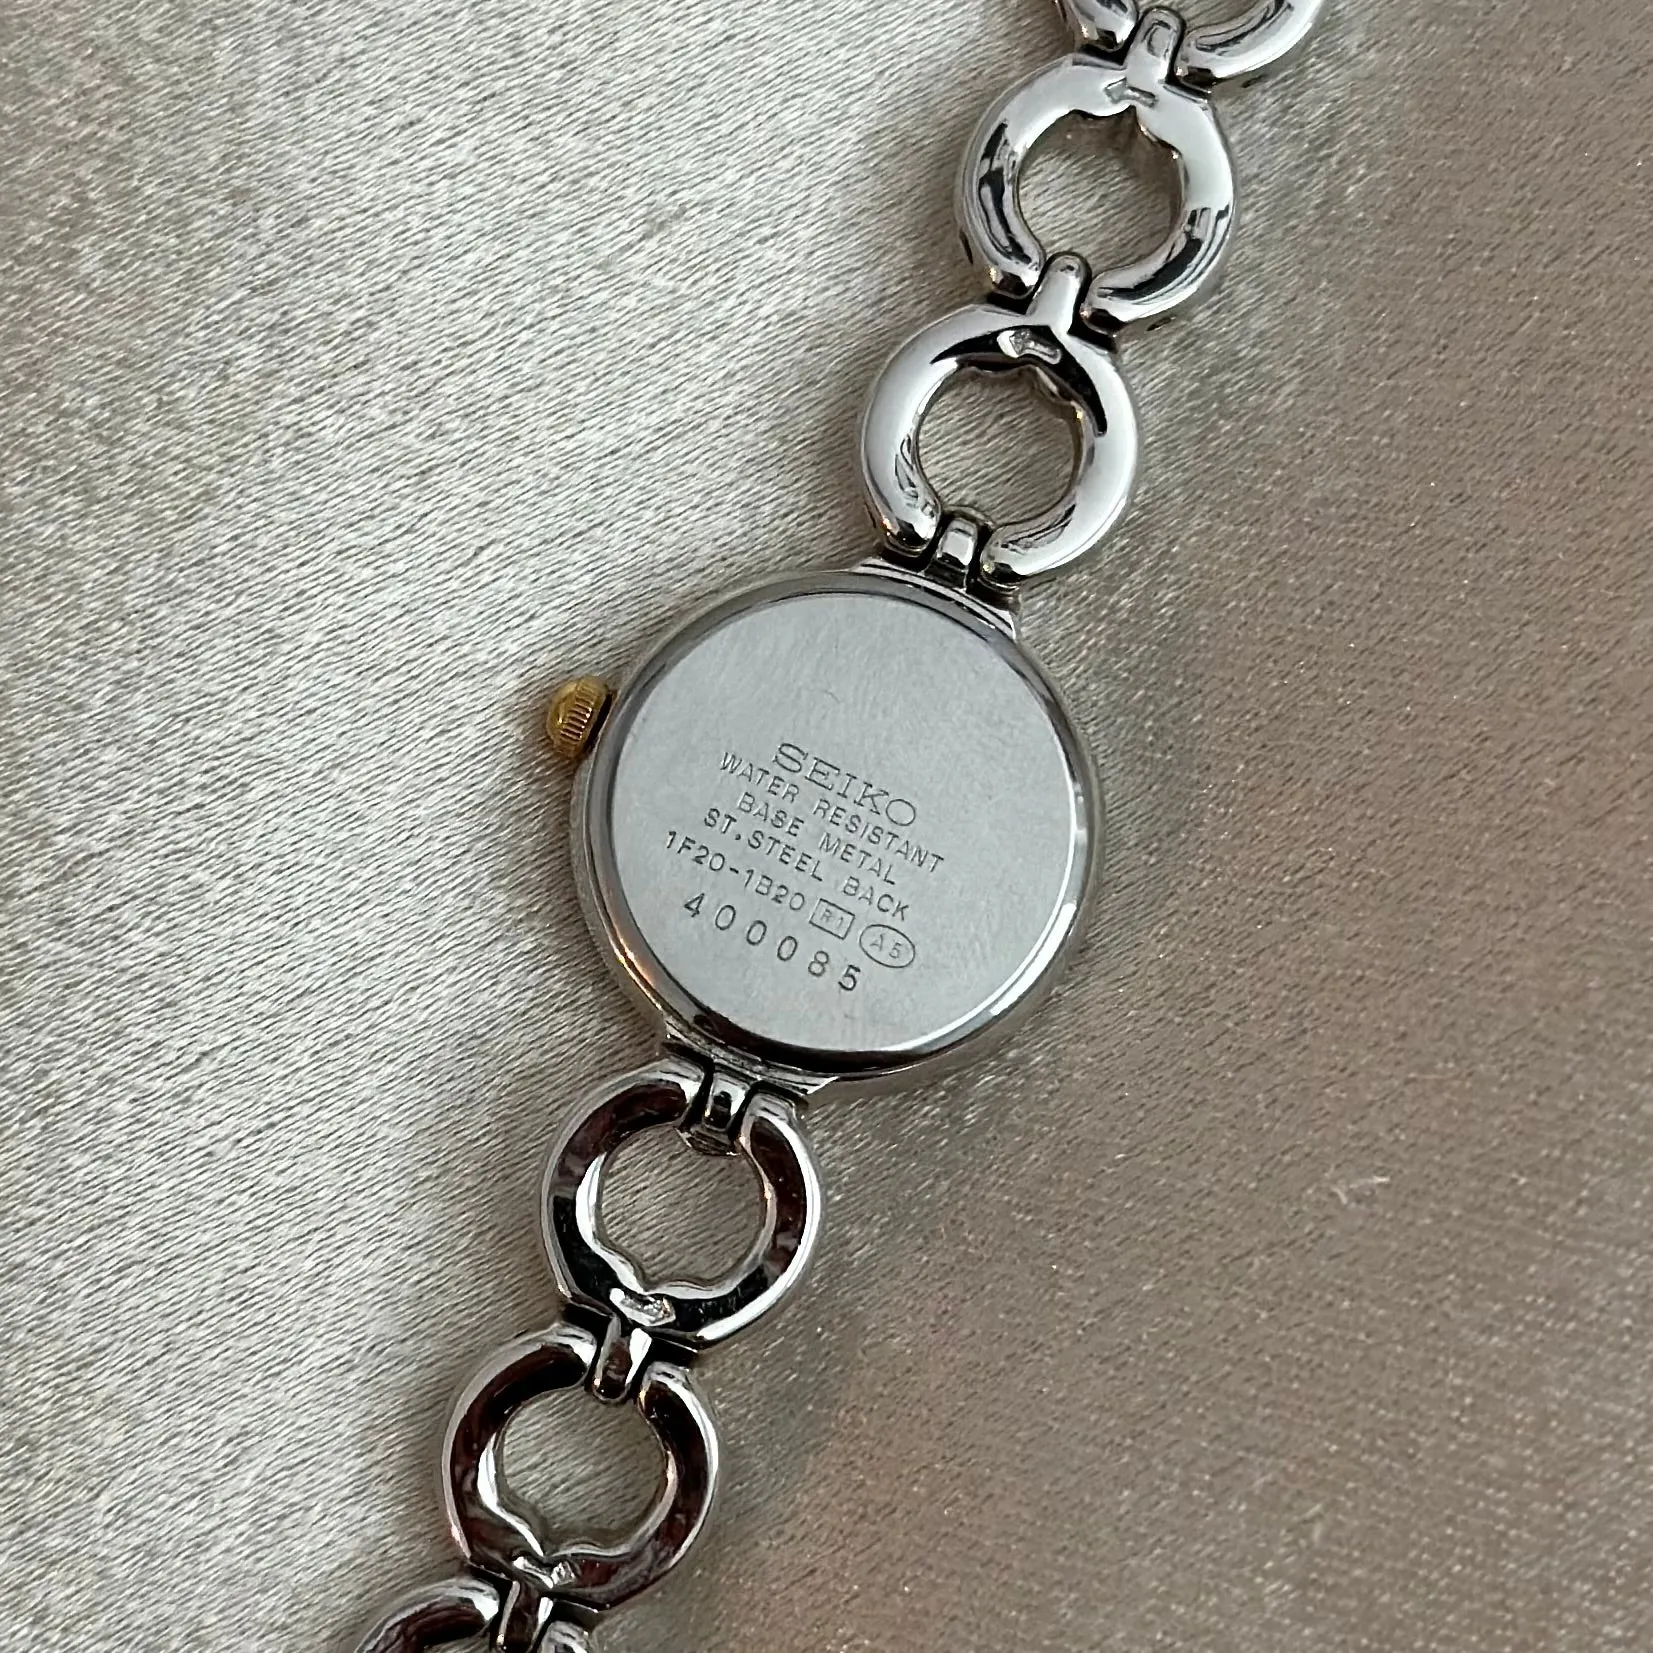 SEIKO
WATER RESISTANT
BASE METAL
ST.STEEL BACK
1F20-1B20 R1 A5
400085